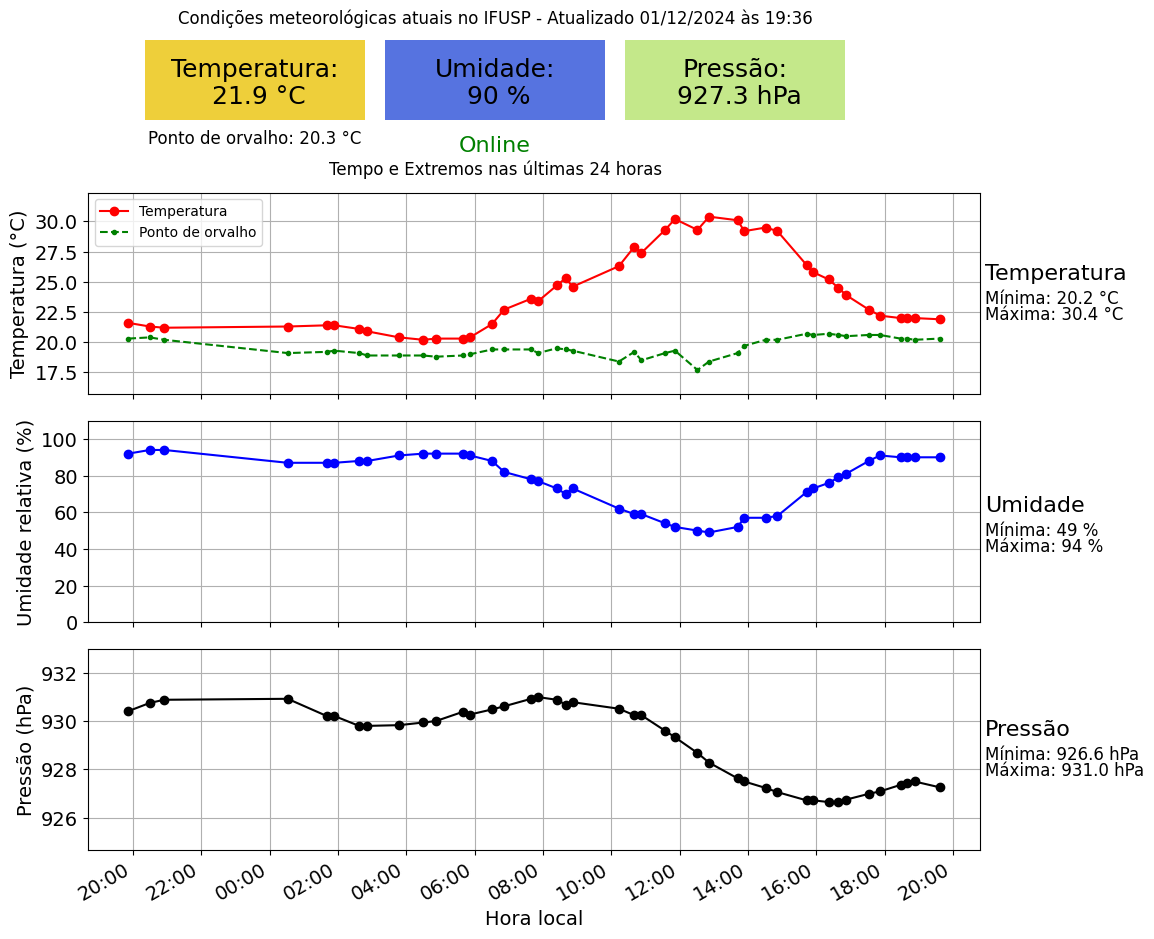 Condições meteorológicas atuais no IFUSP - Atualizado 01/12/2024 às 19:36
Temperatura:
21.9 °C
Umidade:
90 %
Pressão:
927.3 hPa
Ponto de orvalho: 20.3 °C
Online
Tempo e Extremos nas últimas 24 horas
Temperatura (°C)
30.0
27.5
25.0
22.5
20.0
17.5
Temperatura
Ponto de orvalho
Temperatura
Mínima: 20.2 °C
Máxima: 30.4 °C
Umidade relativa (%)
100
80
60
40
20
0
Umidade
Mínima: 49 %
Máxima: 94 %
Pressão (hPa)
932
930
928
926
Pressão
Mínima: 926.6 hPa
Máxima: 931.0 hPa
20:00 22:00 00:00 02:00 04:00 06:00 08:00 10:00 12:00 14:00 16:00 18:00 20:00
Hora local